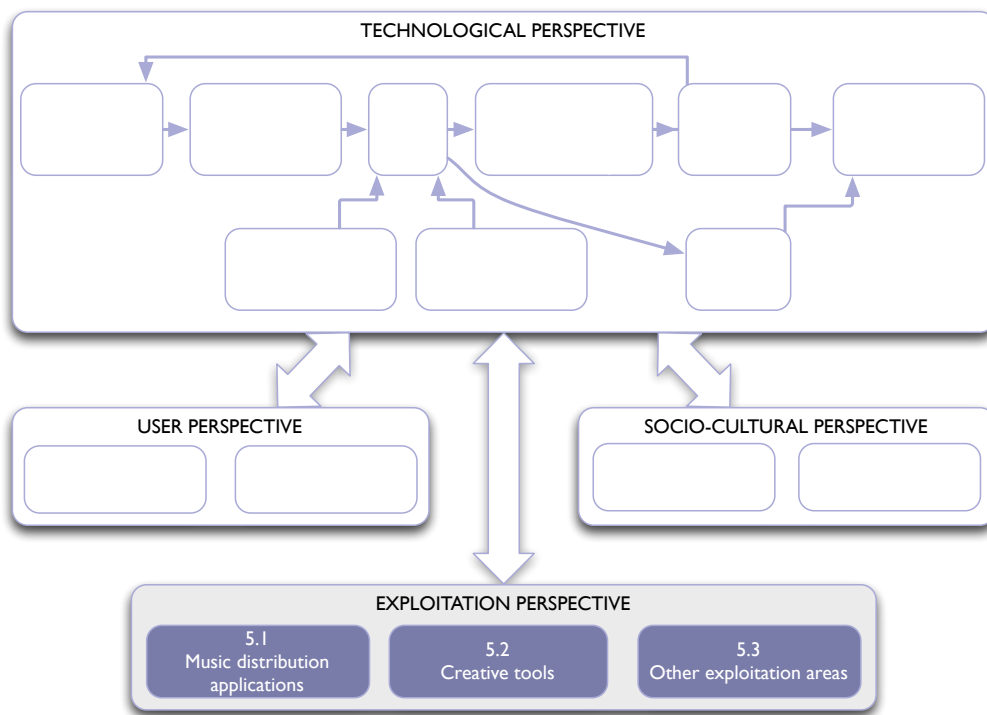 TECHNOLOGICAL PERSPECTIVE
USER PERSPECTIVE
SOCIO-CULTURAL PERSPECTIVE
EXPLOITATION PERSPECTIVE
5.1
Music distribution
applications
5.2
Creative tools
5.3
Other exploitation areas